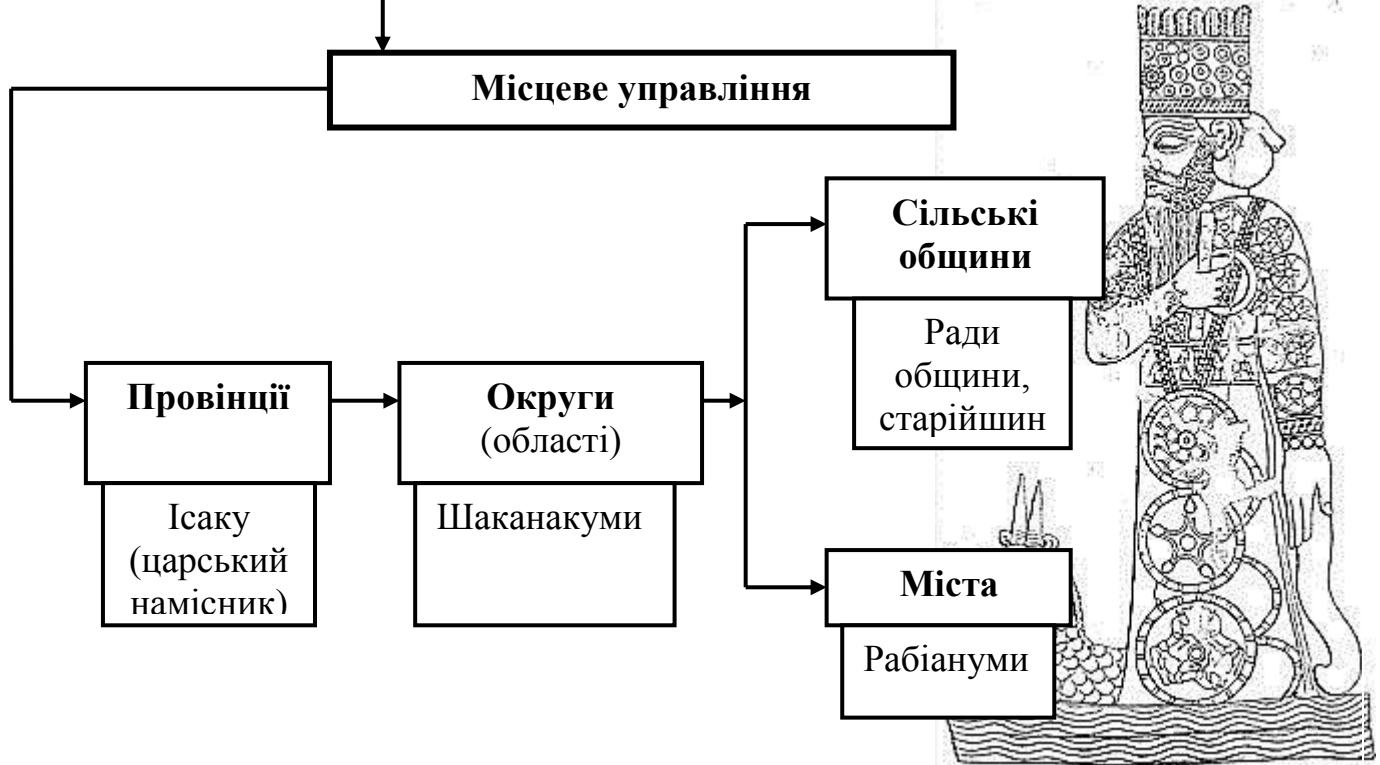 Місцеве управління
Сільські
общини
Ради
общини,
старійшин
Провінції
Ісаку
(царський
намісник)
Округи
(області)
Шаканакуми
Міста
Рабіануми